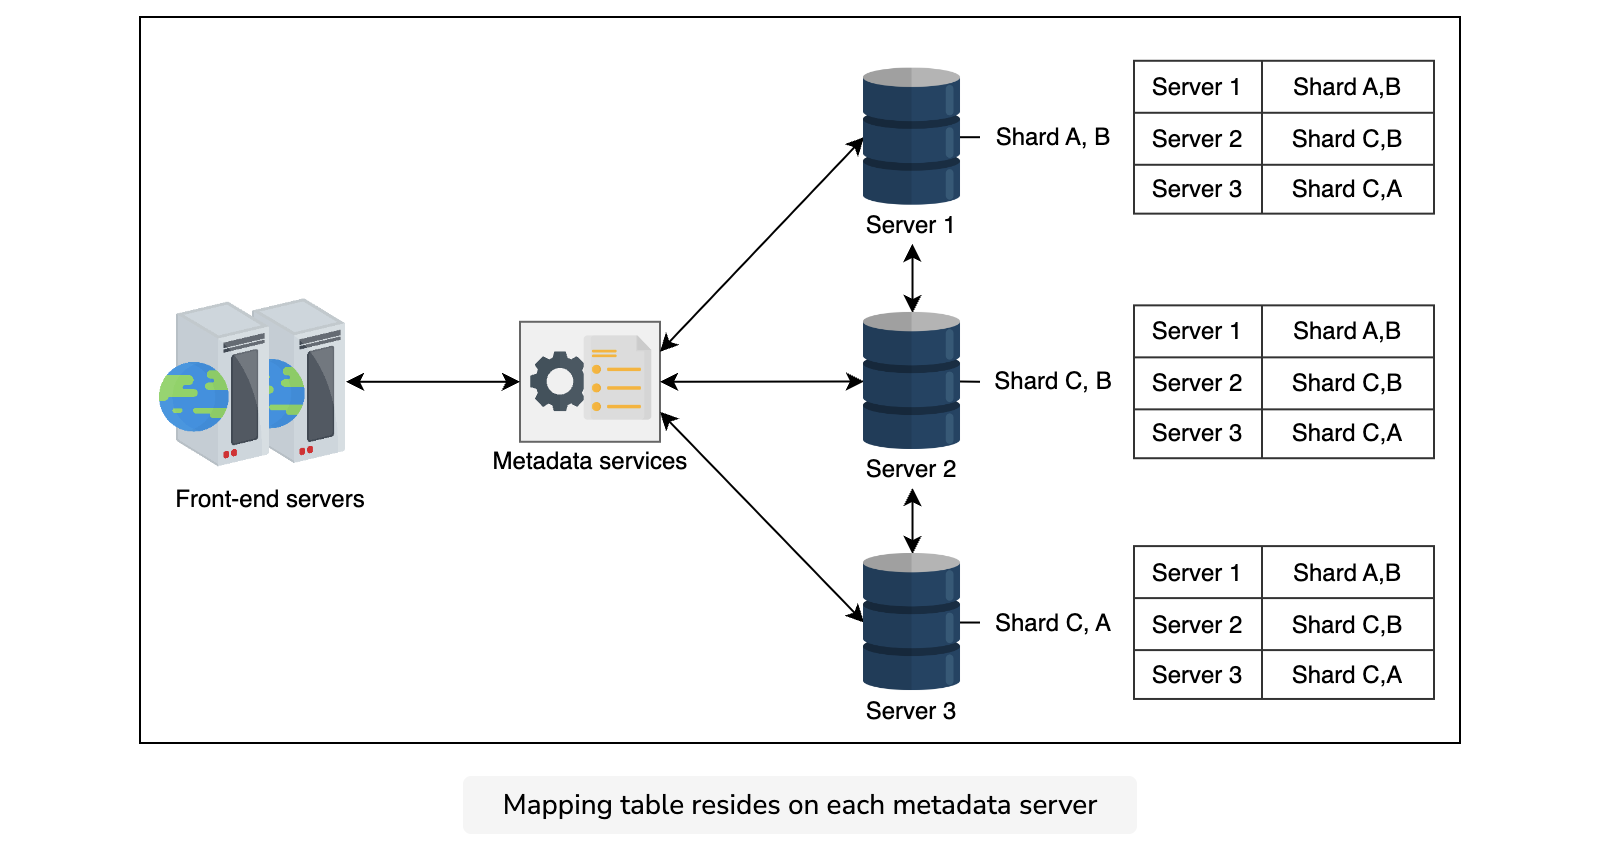 Server 1 Shard A,B
Shard A, B
Server 2 Shard C,B
Server 3 Shard C,A
Server 1
Server 1 Shard A,B
Shard C, B
Server 2 Shard C,B
Server 3 Shard C,A
Metadata services
Server 2
Front-end servers
Server 1 Shard A,B
Shard C, A
Server 2 Shard C,B
Server 3 Shard C,A
Server 3
Mapping table resides on each metadata server